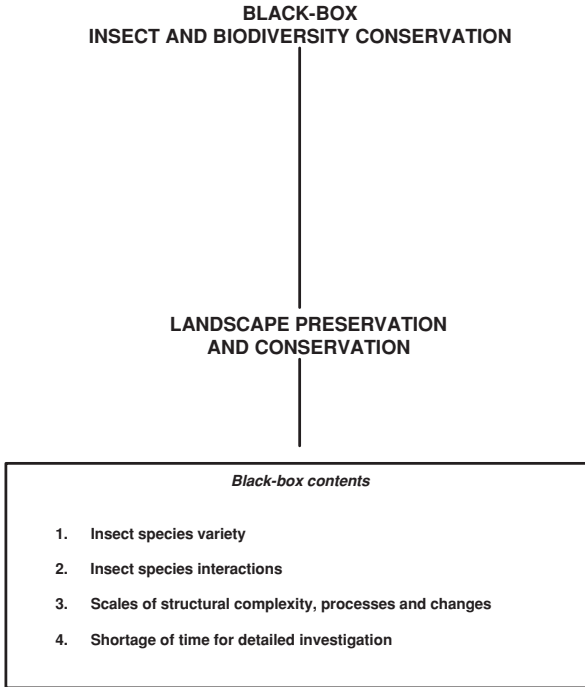 BLACK-BOX
INSECT AND BIODIVERSITY CONSERVATION
LANDSCAPE PRESERVATION
AND CONSERVATION
Black-box contents
1. Insect species variety
2. Insect species interactions
3. Scales of structural complexity, processes and changes
4. Shortage of time for detailed investigation